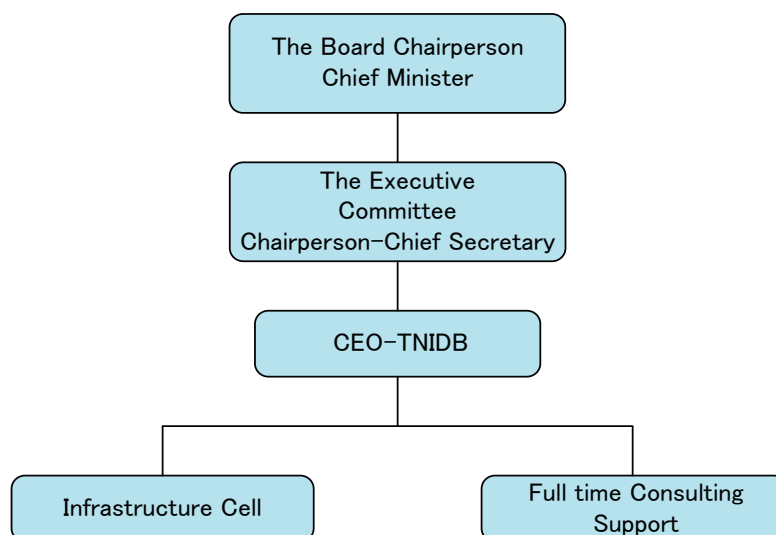 The Board Chairperson
Chief Minister
The Executive
Committee
Chairperson-Chief Secretary
CEO-TNIDB
Infrastructure Cell
Full time Consulting
Support